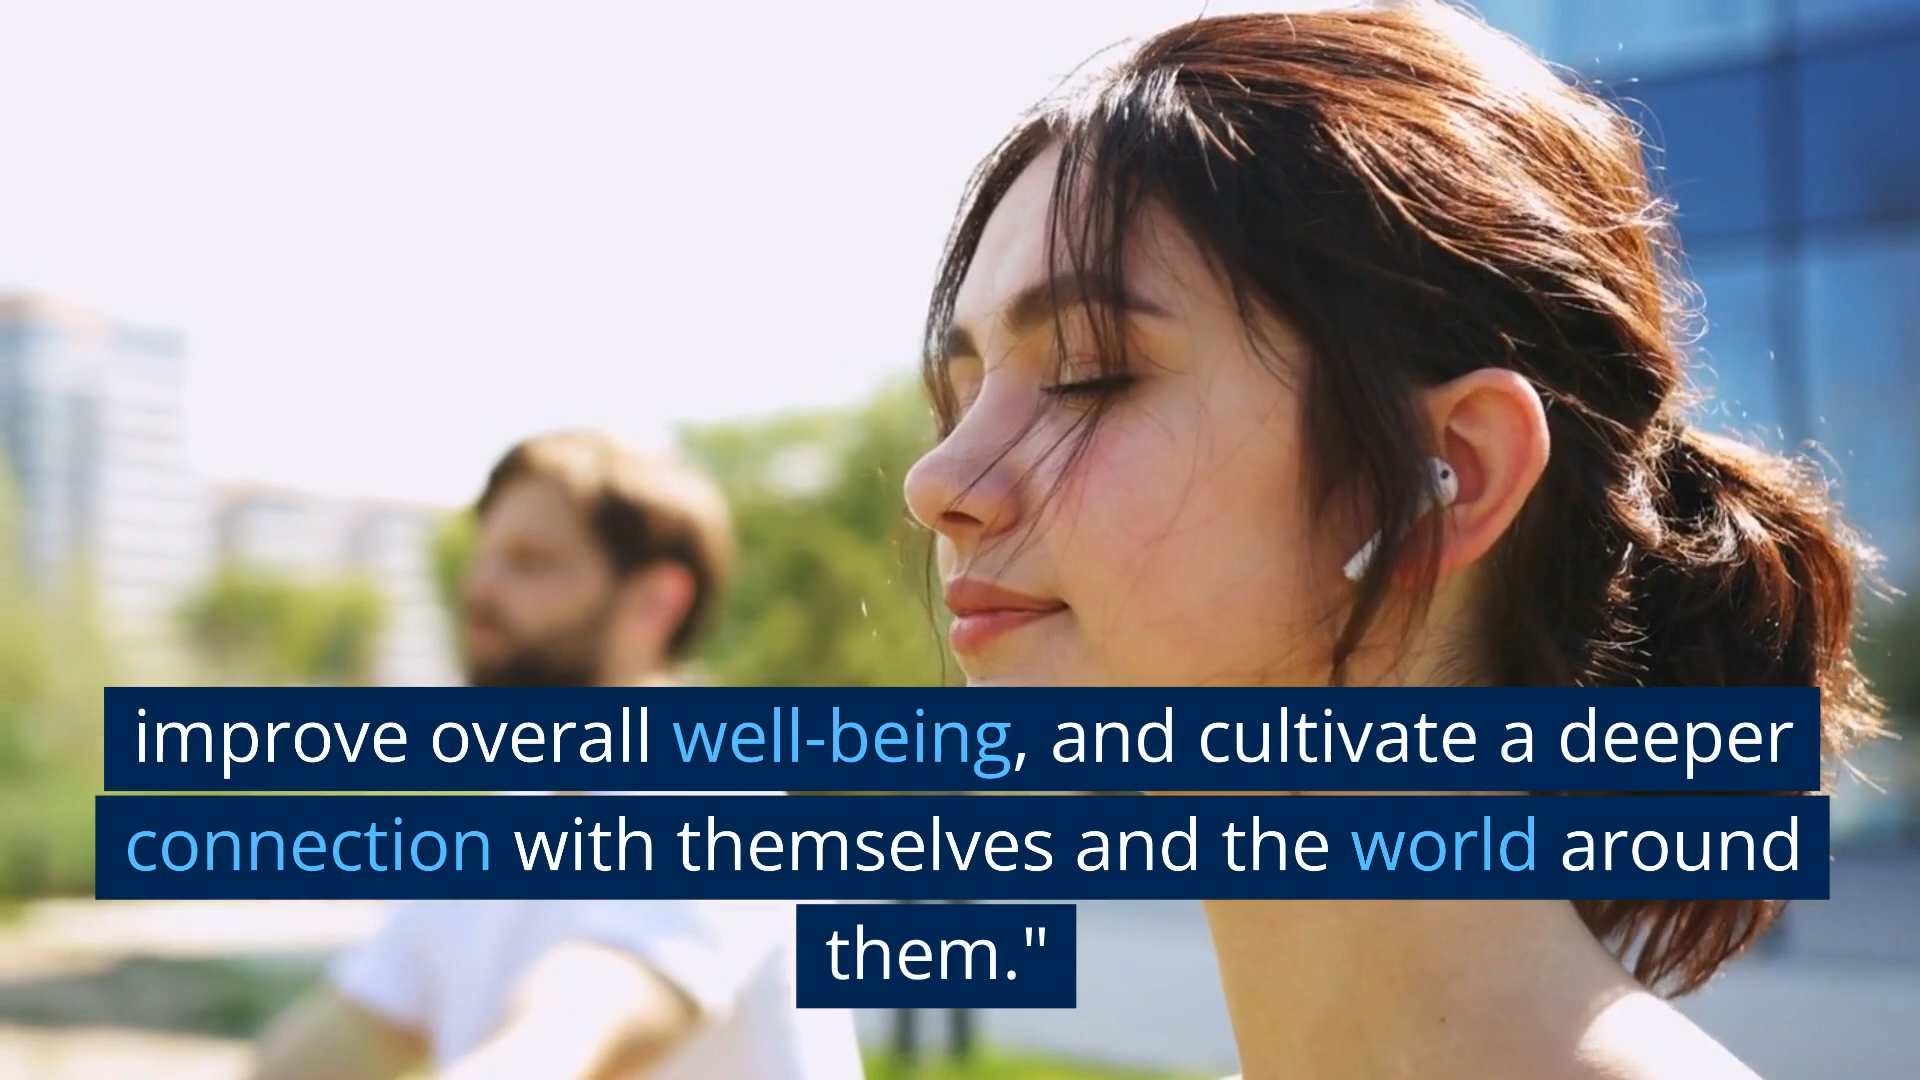 improve overall well-being, and cultivate a deeper
connection with themselves and the world around
them."